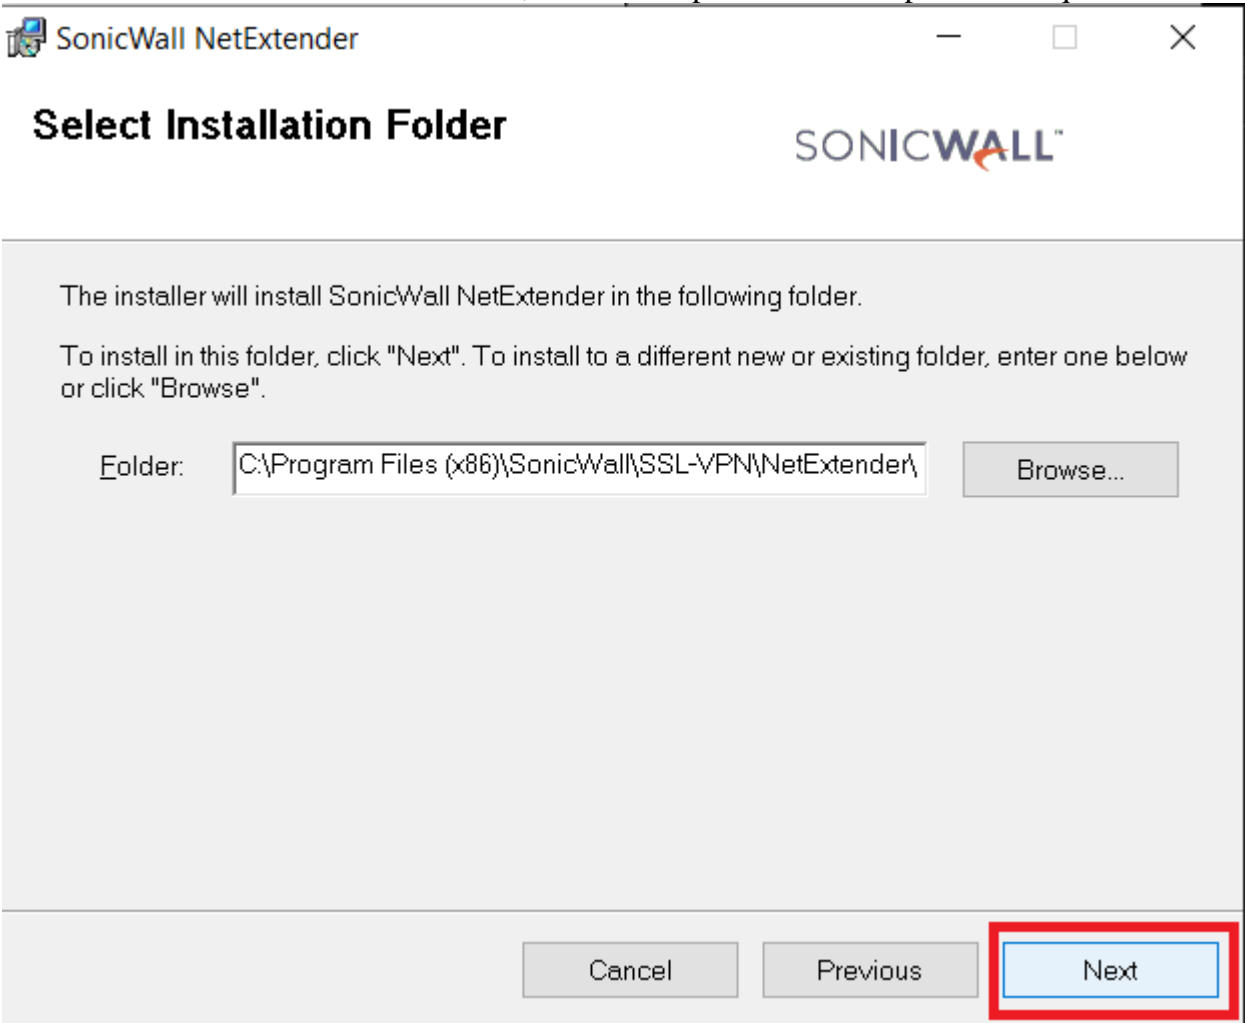 SonicWall NetExtender
Select Installation Folder
SONICWALL™
The installer will install SonicWall NetExtender in the following folder.
To install in this folder, click "Next". To install to a different new or existing folder, enter one below
or click "Browse".
Folder: C:\Program Files (x86)\SonicWall\SSL-VPN\NetExtender\ Browse...
Cancel Previous Next